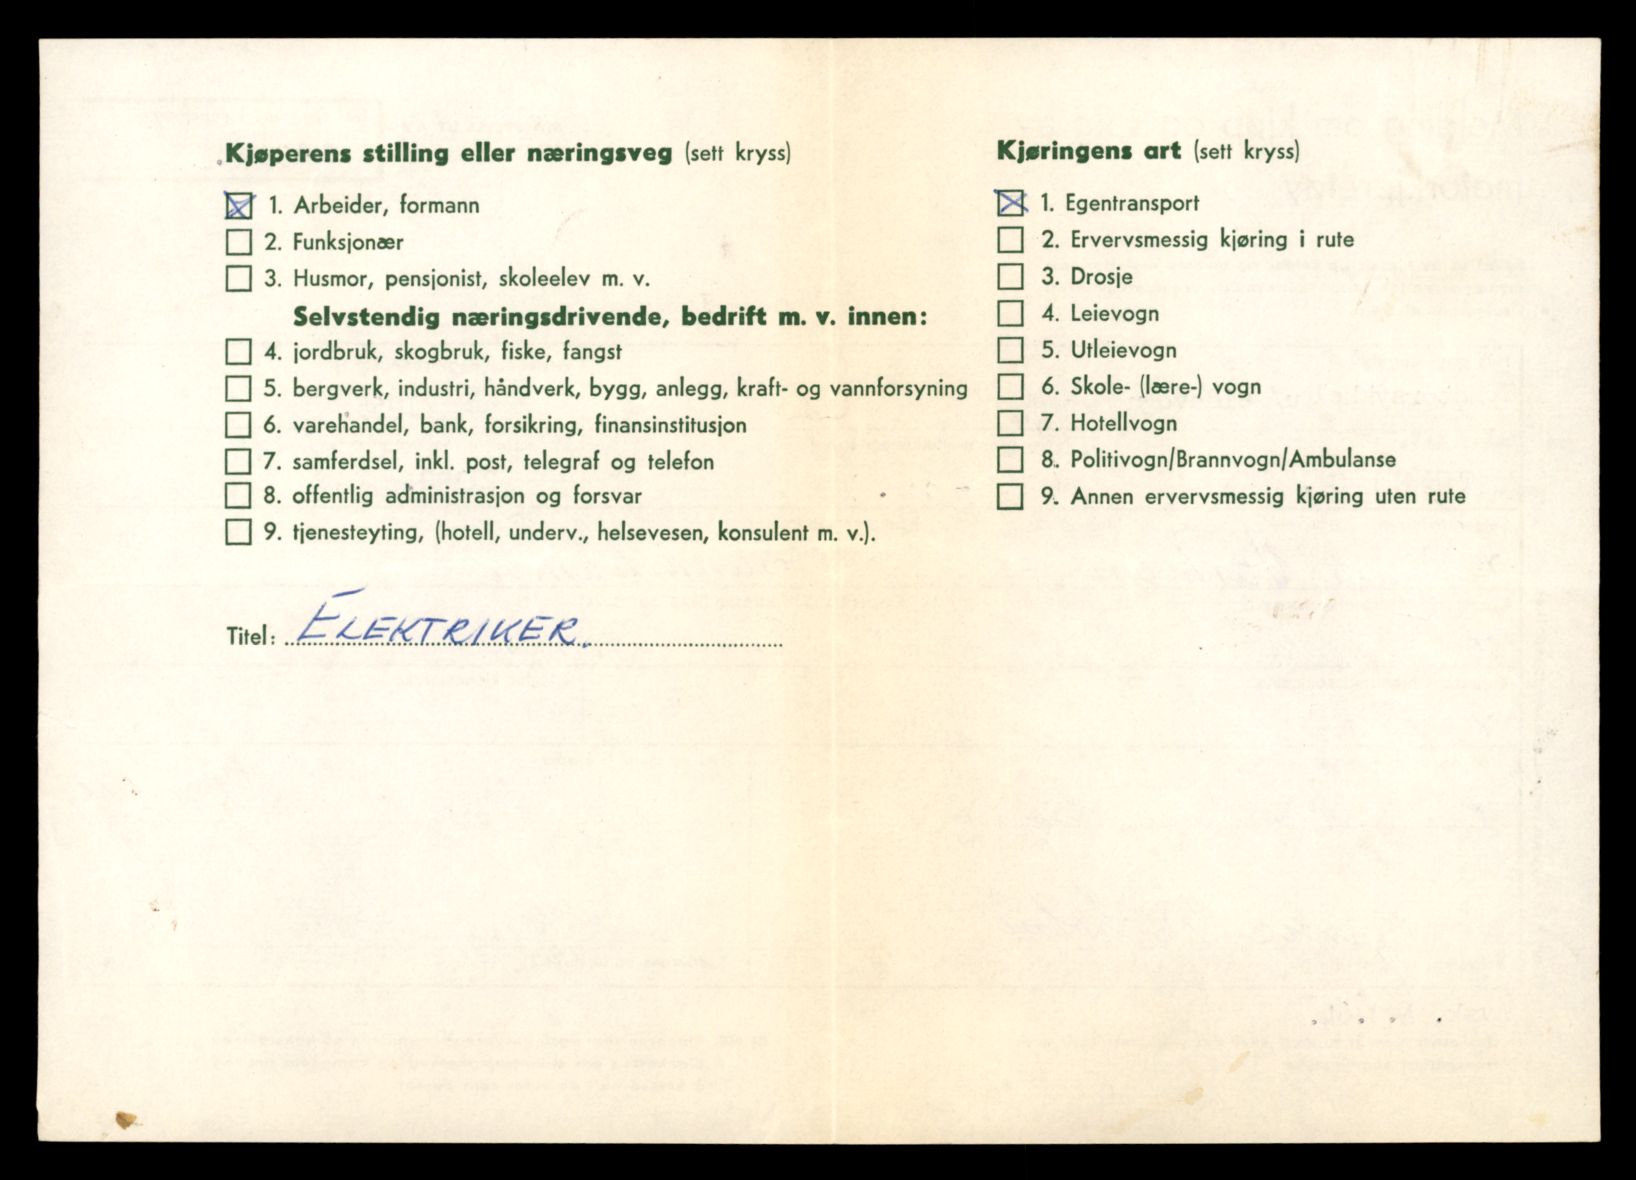 Kjøperens stilling eller næringsveg (sett kryss)
1. Arbeider, formann
2. Funksjonær
3. Husmor, pensjonist, skoleelev m. v.
Selvstendig næringsdrivende, bedrift m. v. innen:
4. jordbruk, skogbruk, fiske, fangst
5. bergverk, industri, håndverk, bygg, anlegg, kraft- og vannforsyning
6. varehandel, bank, forsikring, finansinstitusjon
7. samferdsel, inkl. post, telegraf og telefon
8. offentlig administrasjon og forsvar
9. tjenesteyting, (hotell, underv., helsevesen, konsulent m. v.).
Titel: ELEKTRIKER.
Kjøringens art (sett kryss)
1. Egentransport
2. Ervervsmessig kjøring i rute
3. Drosje
4. Leievogn
5. Utleievogn
6. Skole- (lære-) vogn
7. Hotellvogn
8. Politivogn/Brannvogn/Ambulanse
9. Annen ervervsmessig kjøring uten rute